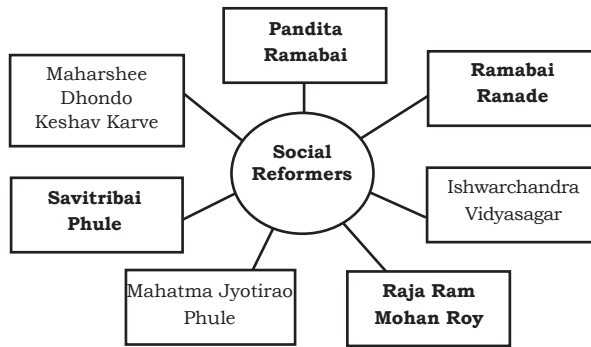 Pandita
Ramabai
Maharshee
Dhondo
Keshav Karve
Ramabai
Ranade
Social
Reformers
Savitribai
Phule
Ishwarchandra
Vidyasagar
Mahatma Jyotirao
Phule
Raja Ram
Mohan Roy